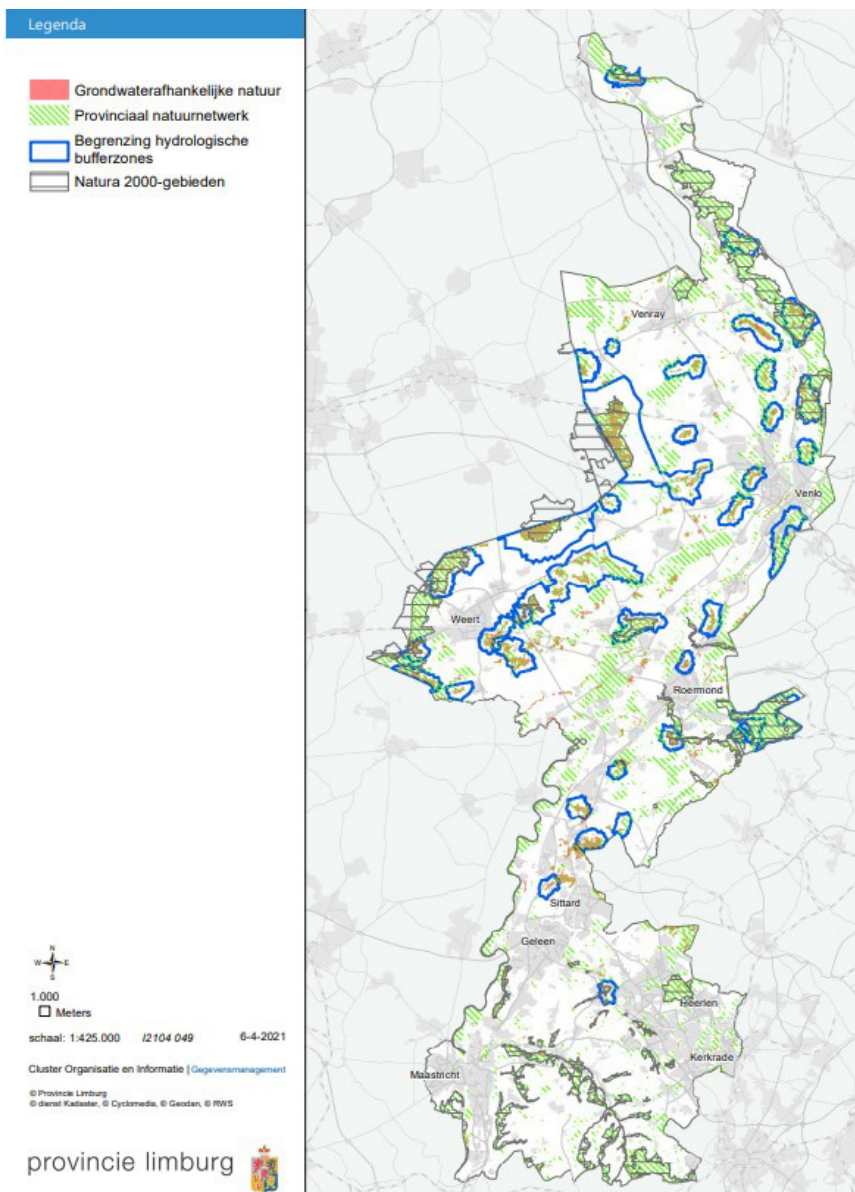 Legenda
Grondwaterafhankelijke natuur
Provinciaal natuurnetwerk
Begrenzing hydrologische
bufferzones
Natura 2000-gebieden
Venray
Venlo
Weert
Roermond
Sittard
Geleen
Heerlen
Kerkrade
Maastricht
N
W E
S
1.000
Meters
schaal: 1:425.000 I2104 049 6-4-2021
Cluster Organisatie en Informatie | Gegevensmanagement
© Provincie Limburg
© dienst Kadaster, © Cyclomedia, © Geodan, © RWS
provincie limburg